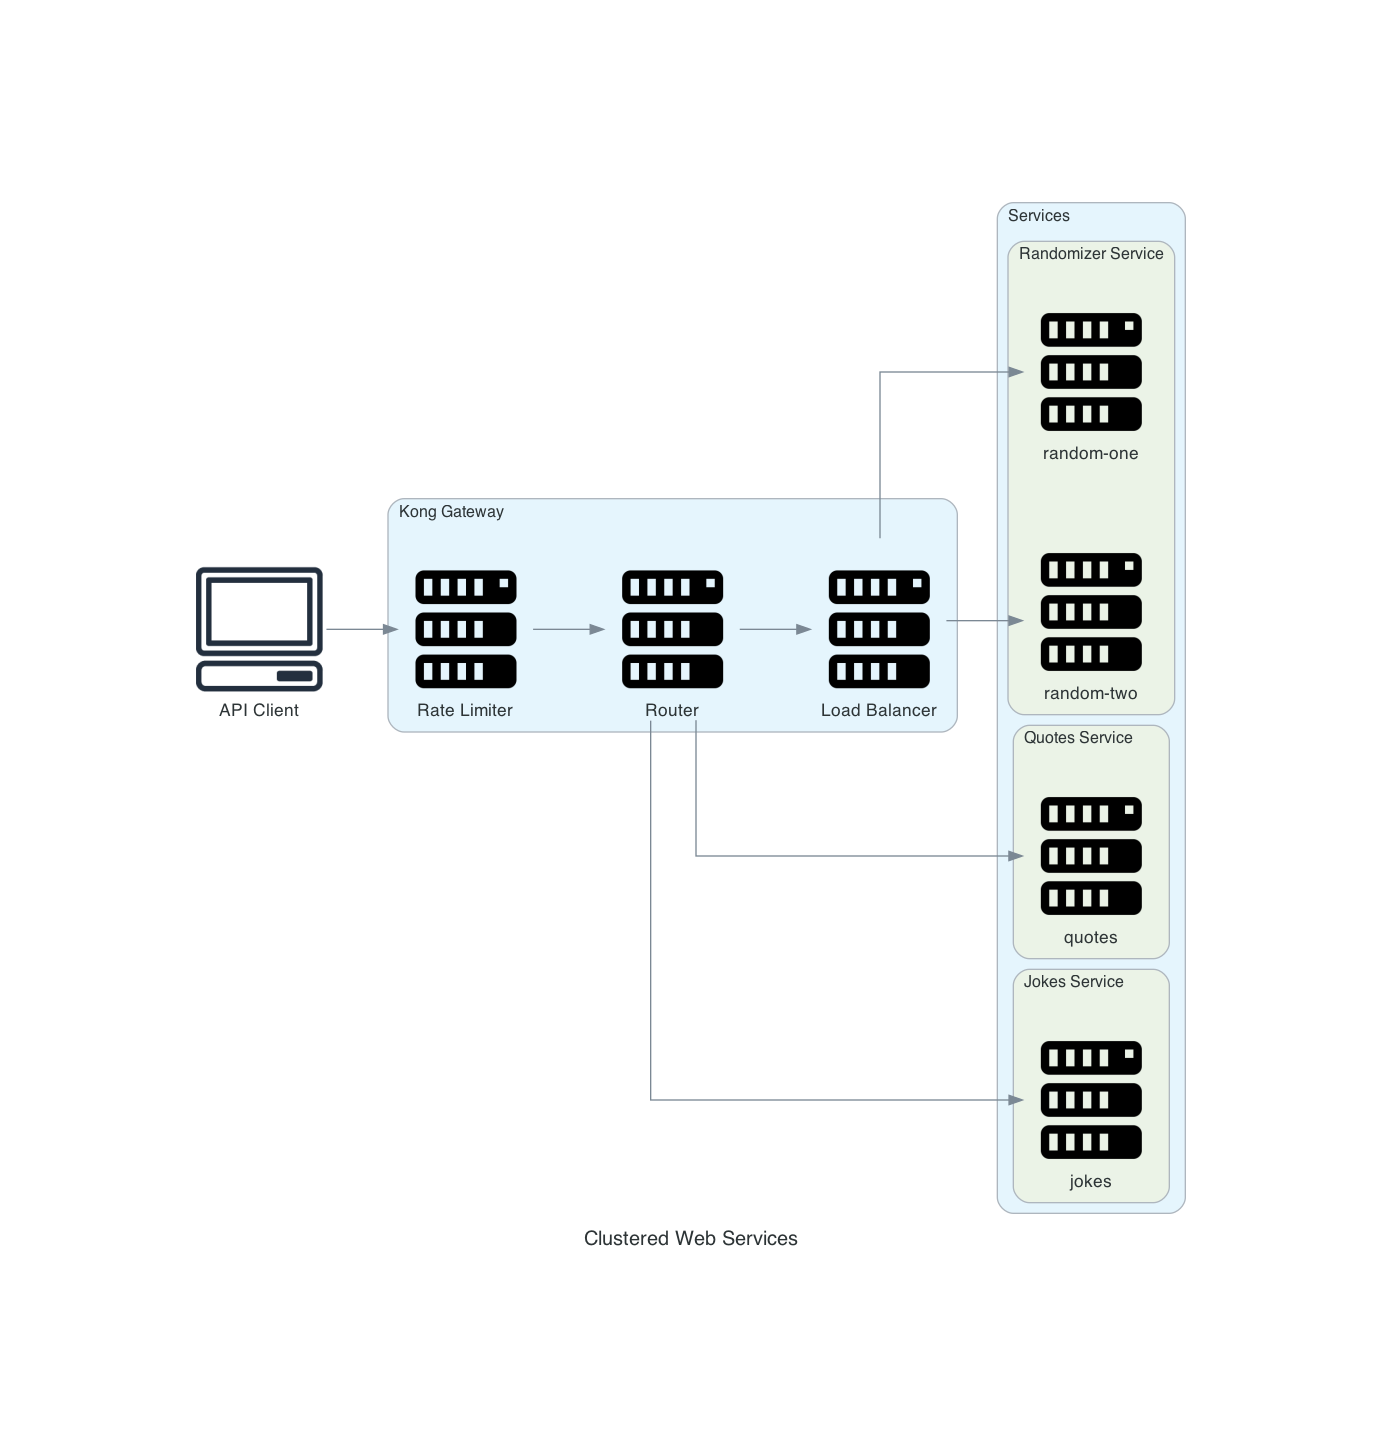 Services
Randomizer Service
random-one
Kong Gateway
API Client
Rate Limiter
Router
Load Balancer
random-two
Quotes Service
quotes
Jokes Service
jokes
Clustered Web Services